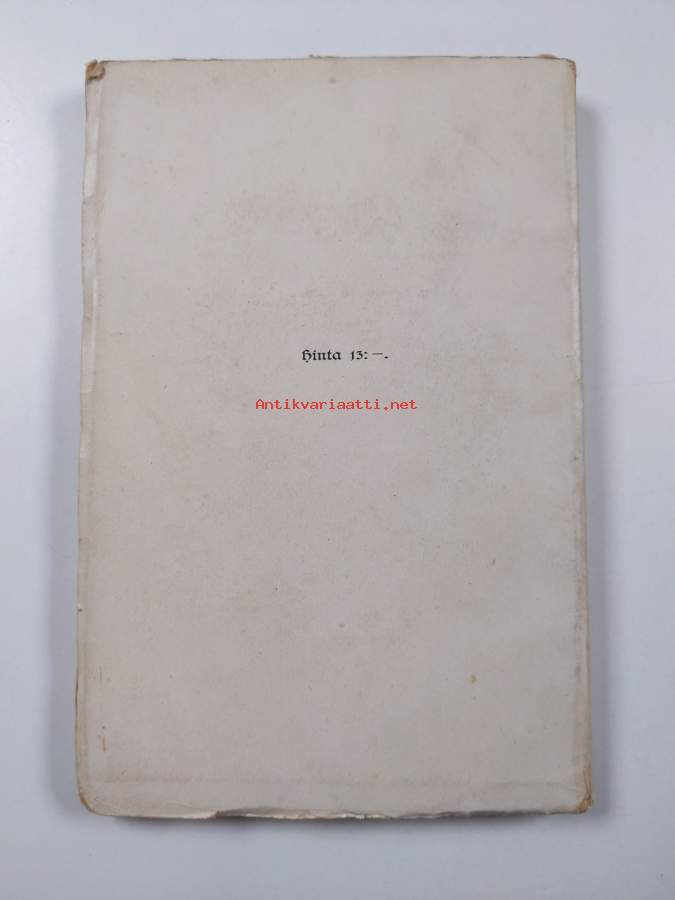 Hinta 13: —.
Antikvariaatti.net